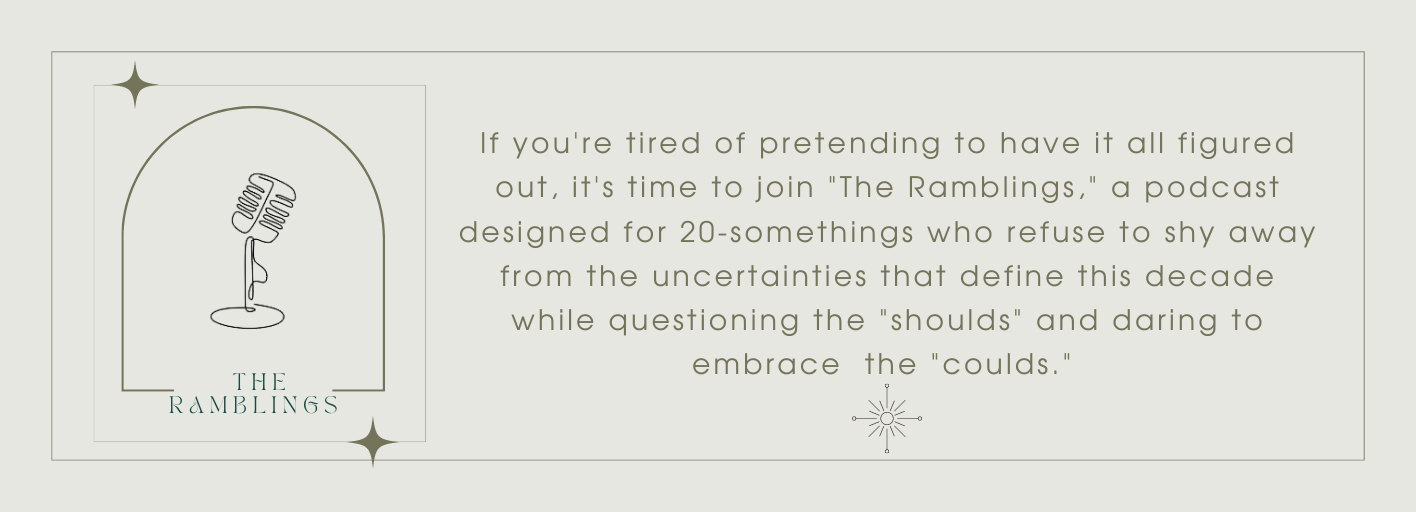 THE
RAMBLINGS
If you're tired of pretending to have it all figured
out, it's time to join "The Ramblings," a podcast
designed for 20-somethings who refuse to shy away
from the uncertainties that define this decade
while questioning the "shoulds" and daring to
embrace  the "coulds."